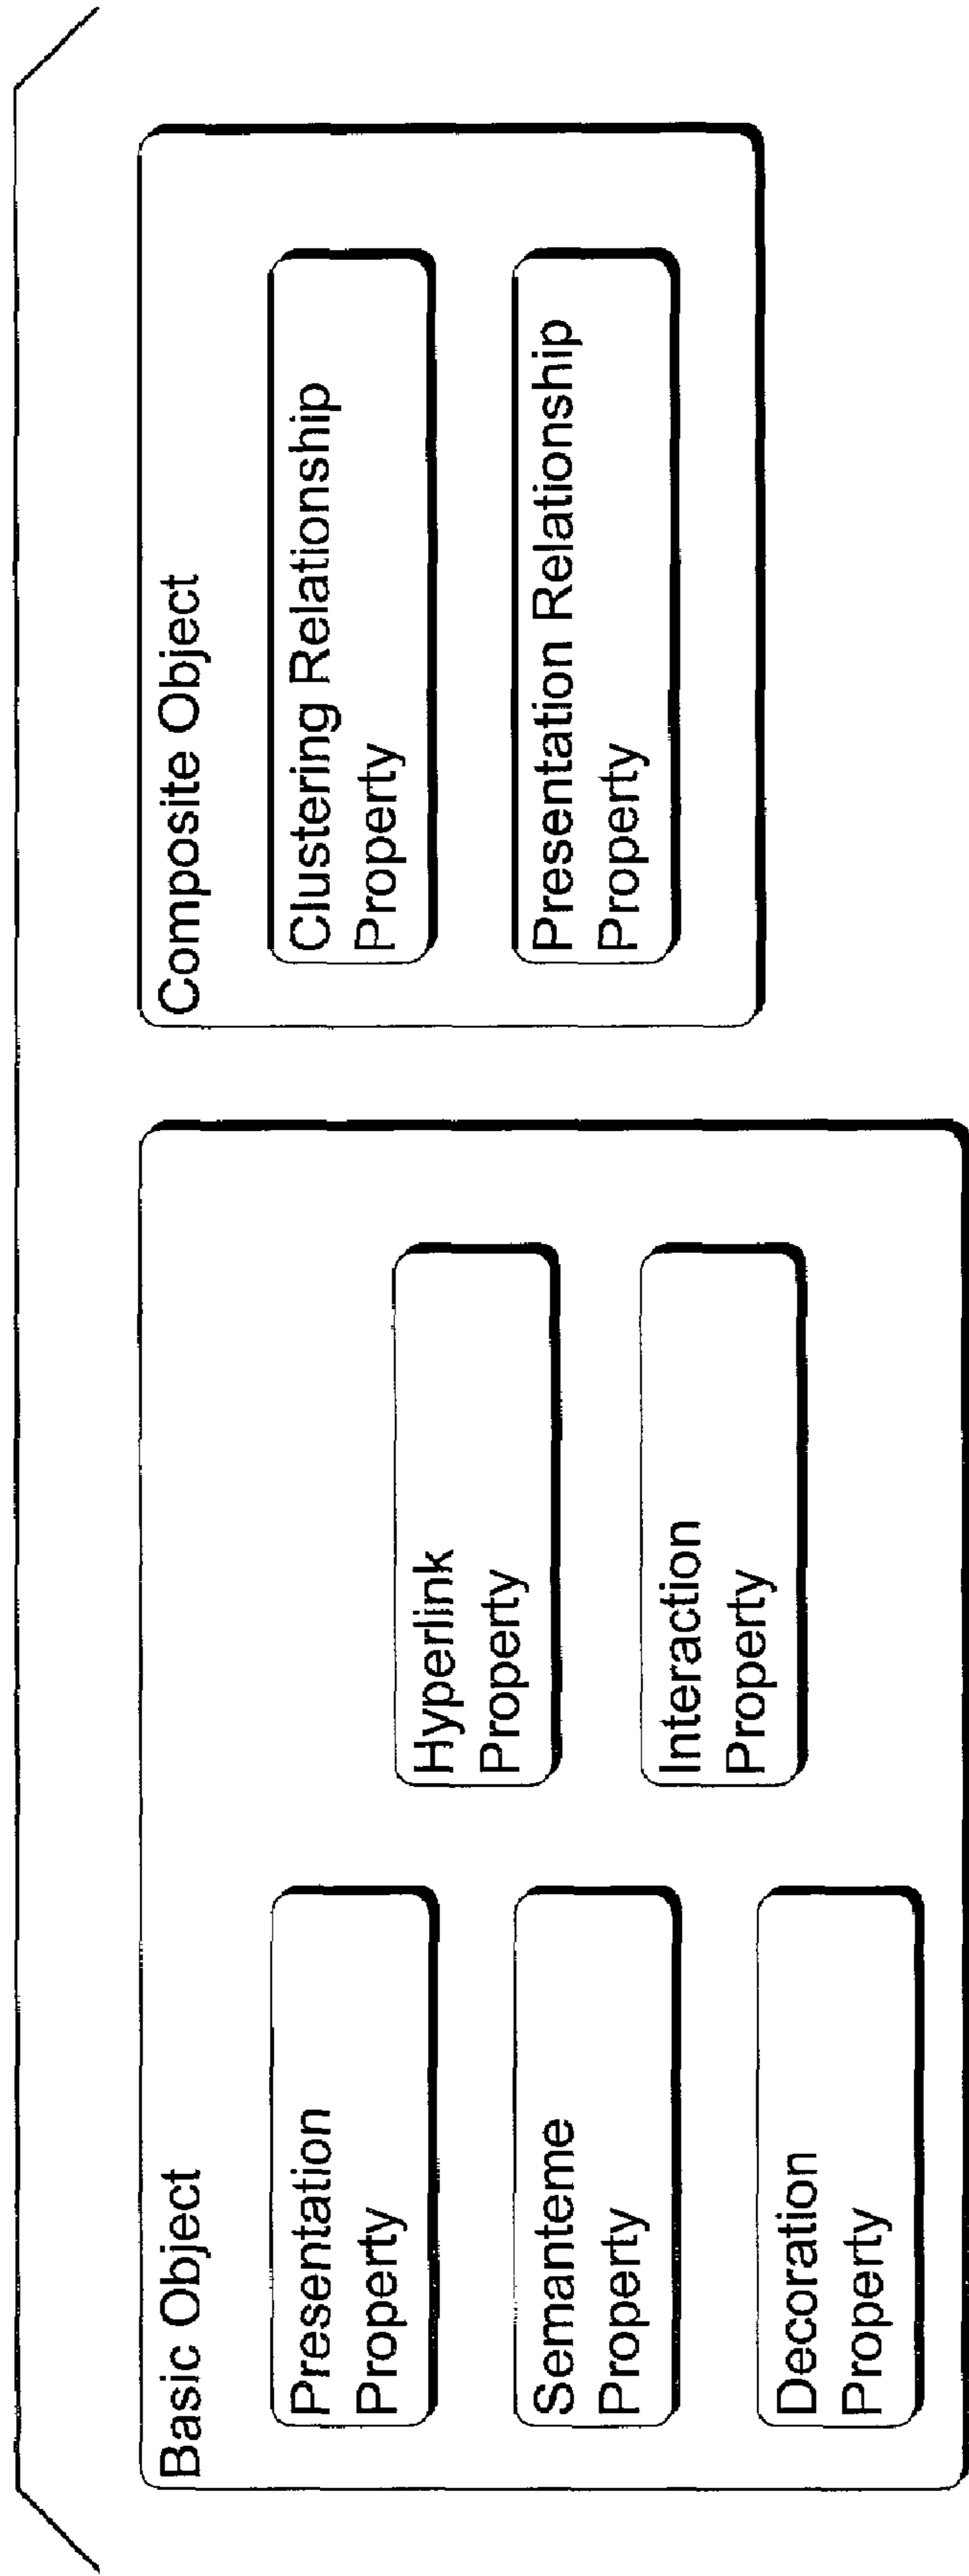 Basic Object
Presentation
Property
Semanteme
Property
Decoration
Property
Hyperlink
Property
Interaction
Property
Composite Object
Clustering Relationship
Property
Presentation Relationship
Property